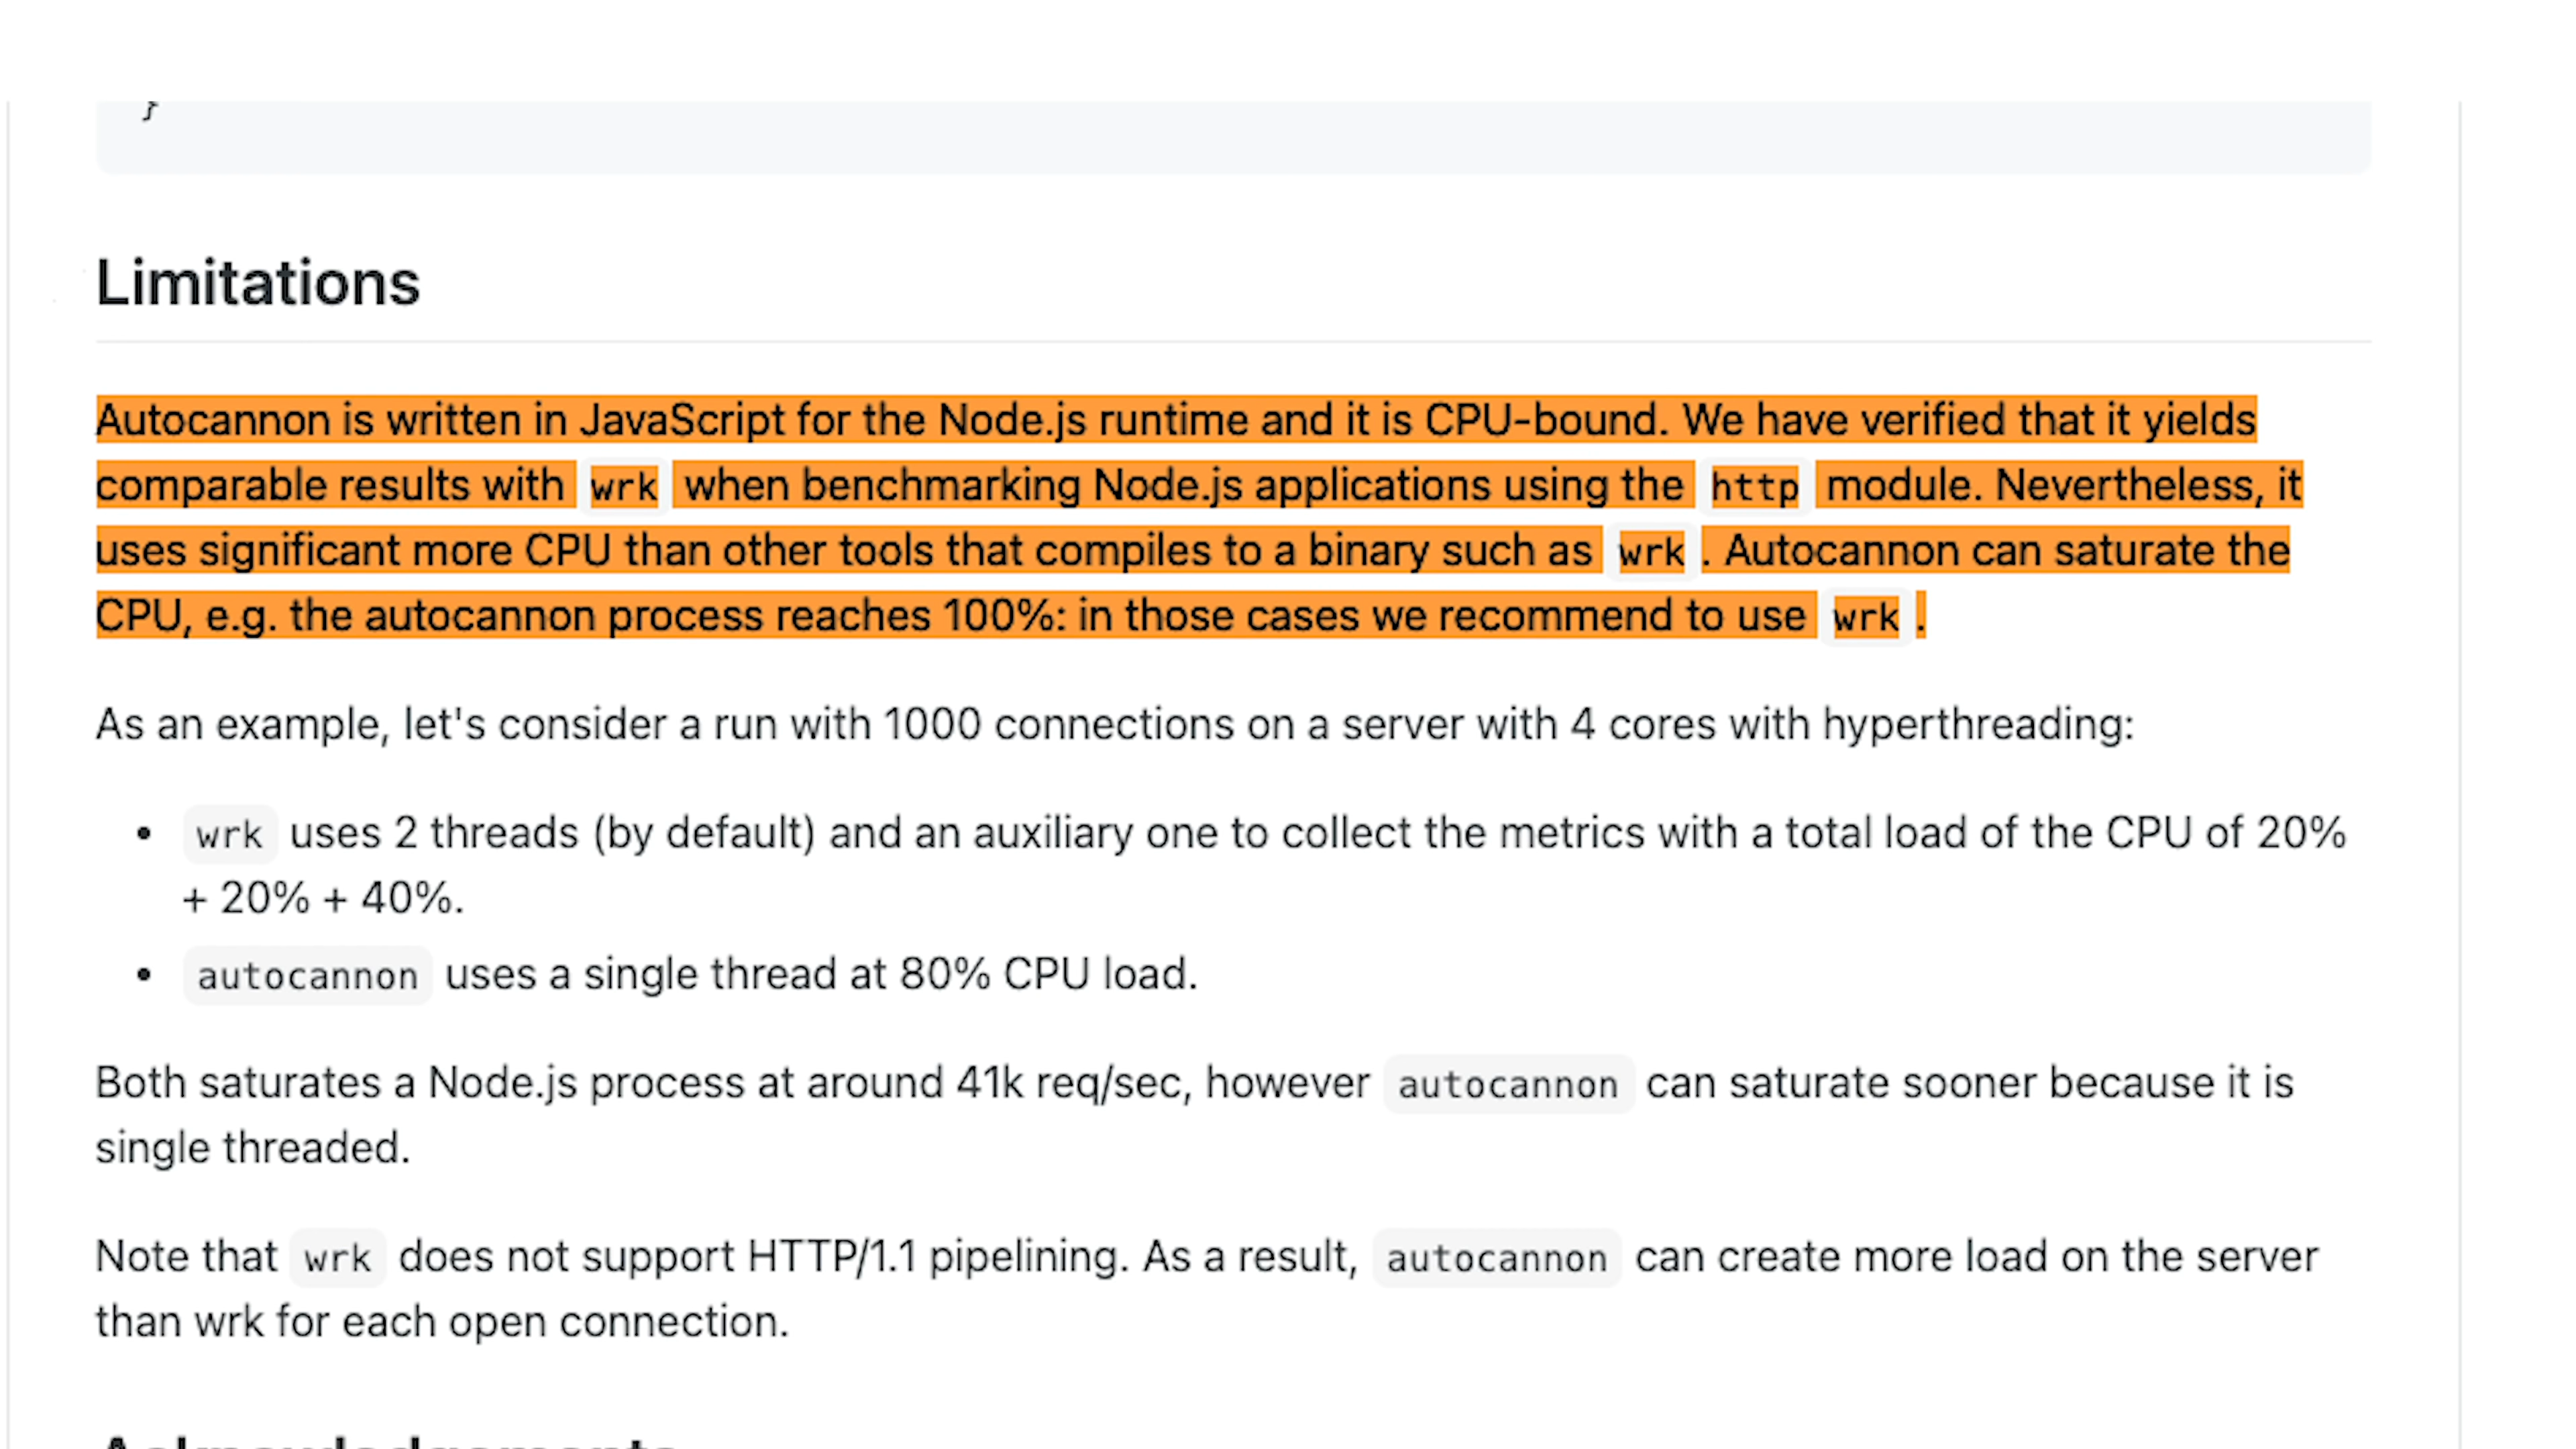 }
Limitations
Autocannon is written in JavaScript for the Node.js runtime and it is CPU-bound. We have verified that it yields
comparable results with wrk when benchmarking Node.js applications using the http module. Nevertheless, it
uses significant more CPU than other tools that compiles to a binary such as wrk . Autocannon can saturate the
CPU, e.g. the autocannon process reaches 100%: in those cases we recommend to use wrk .
As an example, let's consider a run with 1000 connections on a server with 4 cores with hyperthreading:
• wrk uses 2 threads (by default) and an auxiliary one to collect the metrics with a total load of the CPU of 20%
+ 20% + 40%.
• autocannon uses a single thread at 80% CPU load.
Both saturates a Node.js process at around 41k req/sec, however autocannon can saturate sooner because it is
single threaded.
Note that wrk does not support HTTP/1.1 pipelining. As a result, autocannon can create more load on the server
than wrk for each open connection.
Acknowledgements